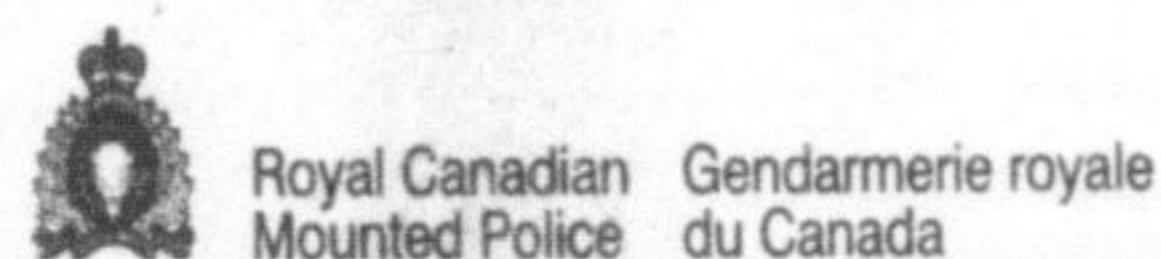 Royal Canadian
Mounted Police
Gendarmerie royale
du Canada